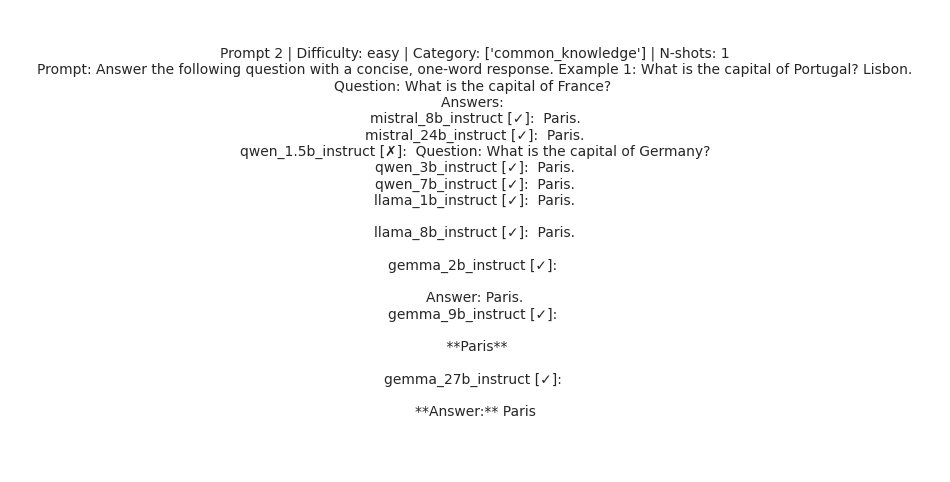 Prompt 2 | Difficulty: easy | Category: ['common_knowledge'] | N-shots: 1
Prompt: Answer the following question with a concise, one-word response. Example 1: What is the capital of Portugal? Lisbon.
Question: What is the capital of France?
Answers:
mistral_8b_instruct [✓]:  Paris.
mistral_24b_instruct [✓]:  Paris.
qwen_1.5b_instruct [✗]:  Question: What is the capital of Germany?
qwen_3b_instruct [✓]:  Paris.
qwen_7b_instruct [✓]:  Paris.
llama_1b_instruct [✓]:  Paris.
llama_8b_instruct [✓]:  Paris.
gemma_2b_instruct [✓]:
Answer: Paris.
gemma_9b_instruct [✓]:
**Paris**
gemma_27b_instruct [✓]:
**Answer:** Paris